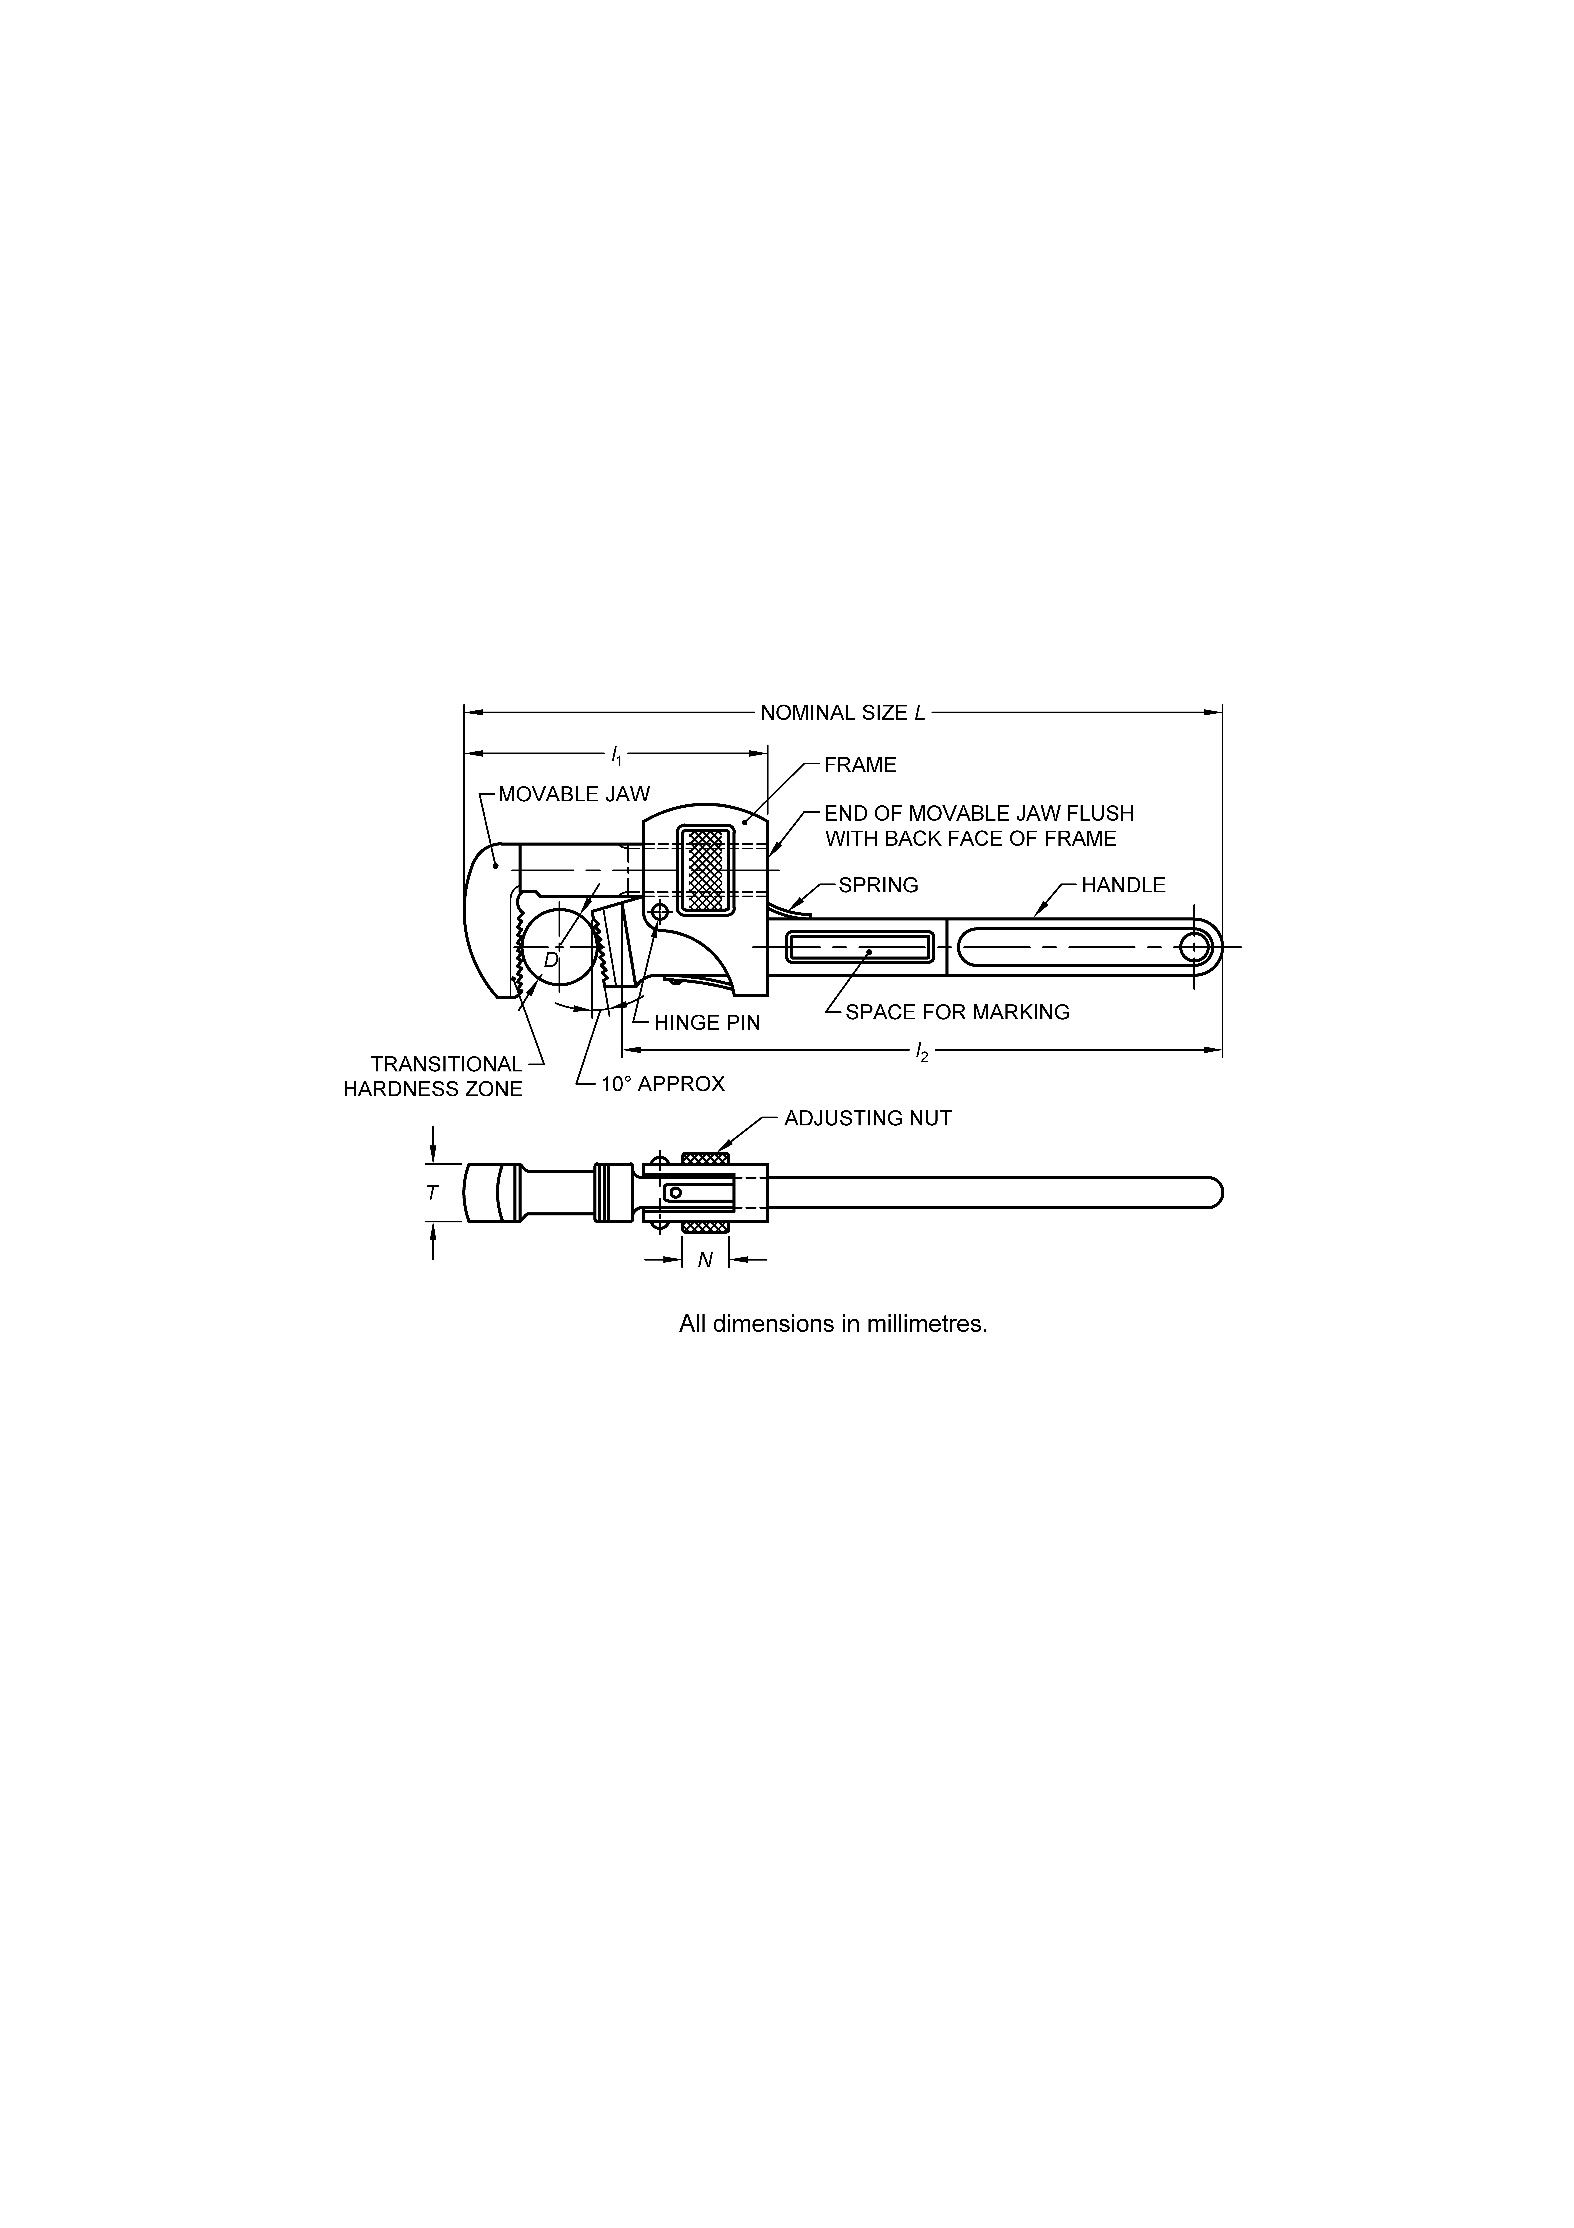 NOMINAL SIZE L
l1
FRAME
MOVABLE JAW
END OF MOVABLE JAW FLUSH
WITH BACK FACE OF FRAME
SPRING
HANDLE
D
SPACE FOR MARKING
HINGE PIN
l2
TRANSITIONAL
HARDNESS ZONE
10° APPROX
ADJUSTING NUT
T
N
All dimensions in millimetres.